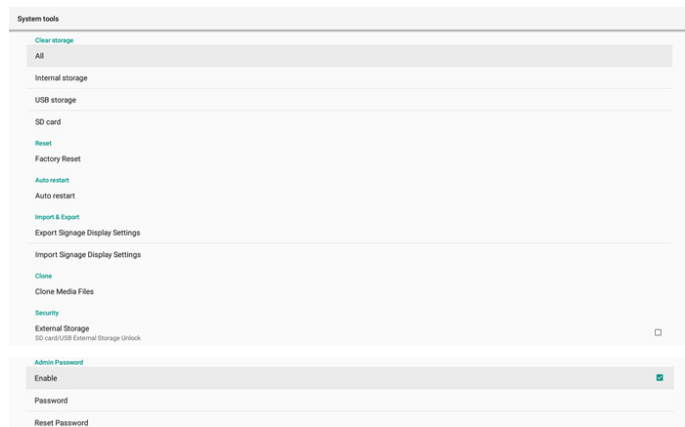 System tools
Clear storage
All
Internal storage
USB storage
SD card
Reset
Factory Reset
Auto restart
Auto restart
Import & Export
Export Signage Display Settings
Import Signage Display Settings
Clone
Clone Media Files
Security
External Storage
SD card/USB External Storage Unlock
Admin Password
Enable
Password
Reset Password